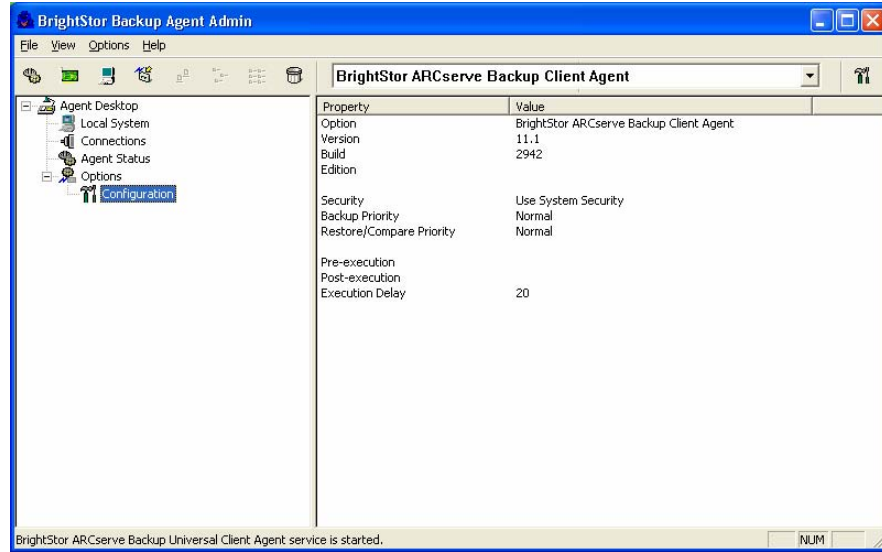 BrightStor Backup Agent Admin
File View Options Help
BrightStor ARCserve Backup Client Agent
Agent Desktop
Local System
Connections
Agent Status
Options
Configuration
Property Value
Option BrightStor ARCserve Backup Client Agent
Version 11.1
Build 2942
Edition
Security Use System Security
Backup Priority Normal
Restore/Compare Priority Normal
Pre-execution
Post-execution
Execution Delay 20
BrightStor ARCserve Backup Universal Client Agent service is started.
NUM